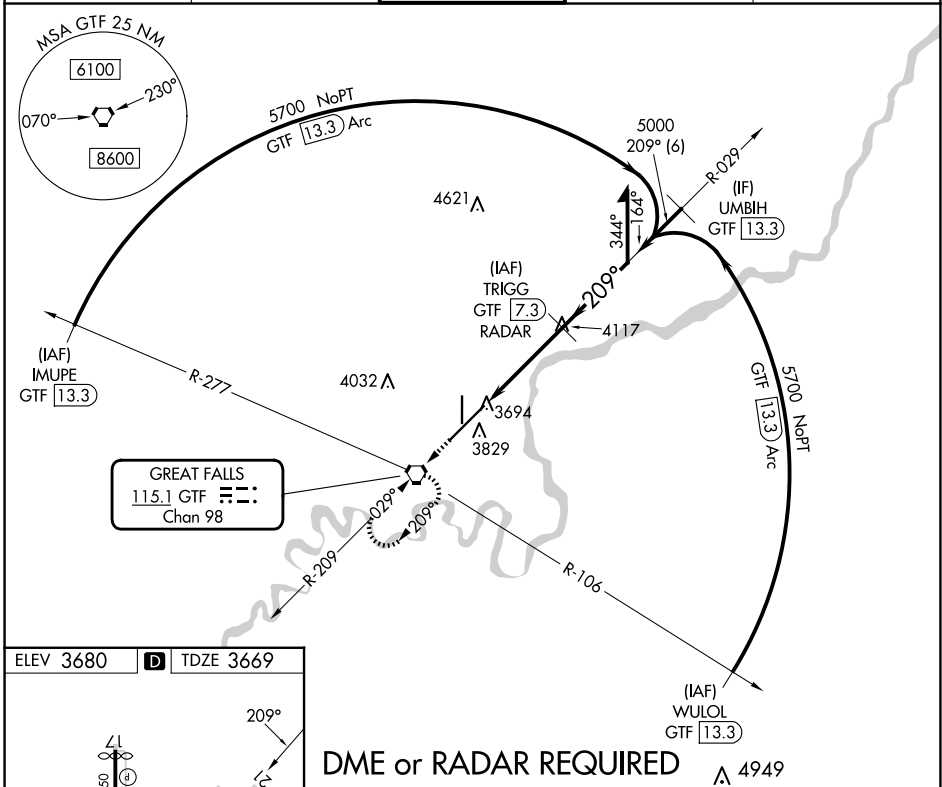 MSA GTF 25 NM
6100
070°
230°
8600
5700 NoPT
GTF 13.3 Arc
5000
209° (6)
R-029
(IF)
UMBIH
GTF 13.3
4621
344°
164°
(IAF)
TRIGG
GTF 7.3
RADAR
209°
4117
(IAF)
IMUPE
GTF 13.3
R-277
4032
3694
3829
5700 NoPT
GTF 13.3 Arc
GREAT FALLS
115.1 GTF
Chan 98
029°
209°
R-209
R-106
(IAF)
WULOL
GTF 13.3
ELEV 3680 D TDZE 3669
209°
17
21
50
P
DME or RADAR REQUIRED
4949